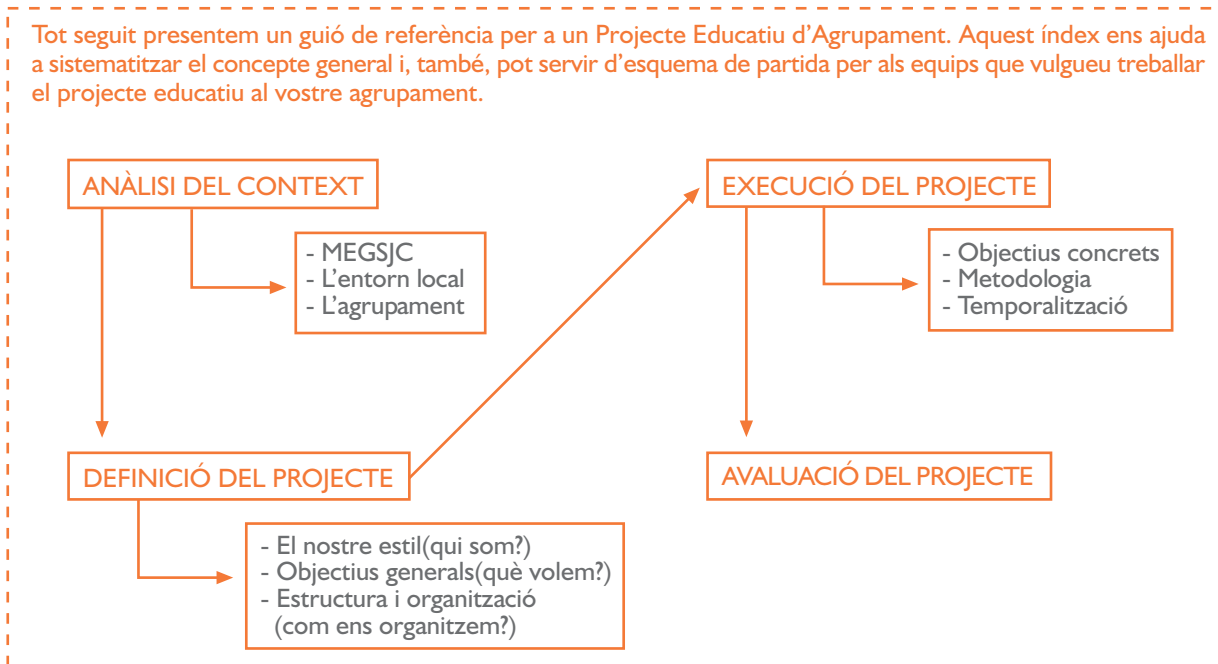 Tot seguit presentem un guió de referència per a un Projecte Educatiu d'Agrupament. Aquest índex ens ajuda
a sistematitzar el concepte general i, també, pot servir d'esquema de partida per als equips que vulgueu treballar
el projecte educatiu al vostre agrupament.
ANÀLISI DEL CONTEXT
- MEGSJC
- L'entorn local
- L'agrupament
DEFINICIÓ DEL PROJECTE
- El nostre estil(qui som?)
- Objectius generals(què volem?)
- Estructura i organització
(com ens organitzem?)
EXECUCIÓ DEL PROJECTE
- Objectius concrets
- Metodologia
- Temporalització
AVALUACIÓ DEL PROJECTE